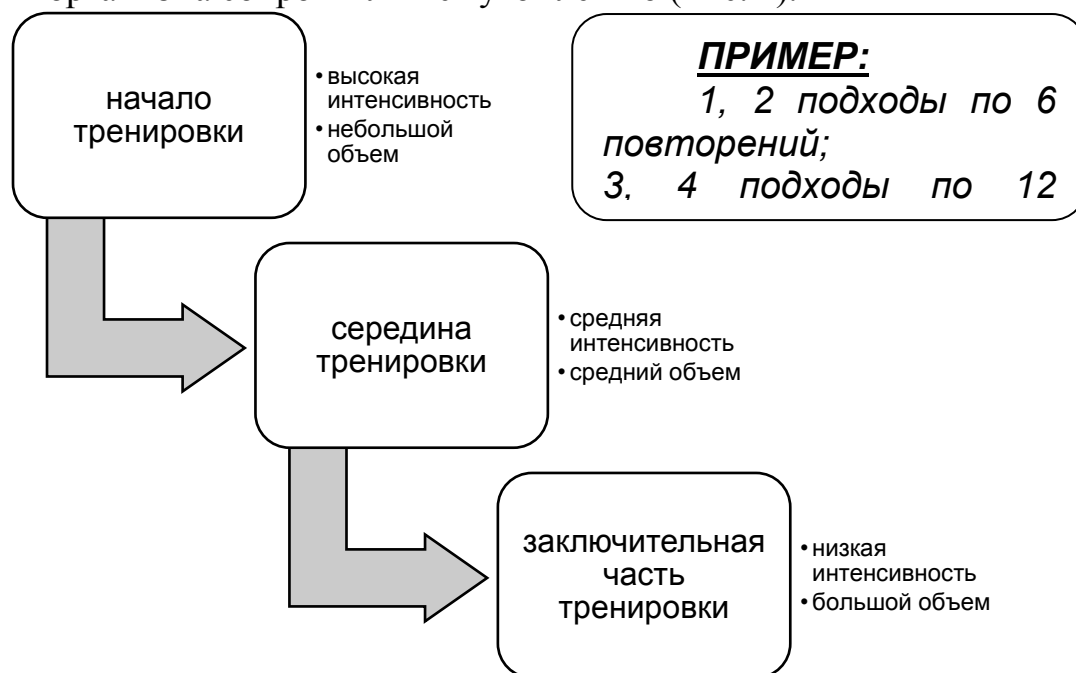 начало
тренировки
• высокая
интенсивность
• небольшой
объем
ПРИМЕР:
1, 2 подходы по 6
повторений;
3, 4 подходы по 12
середина
тренировки
• средняя
интенсивность
• средний объем
заключительная
часть
тренировки
• низкая
интенсивность
• большой объем